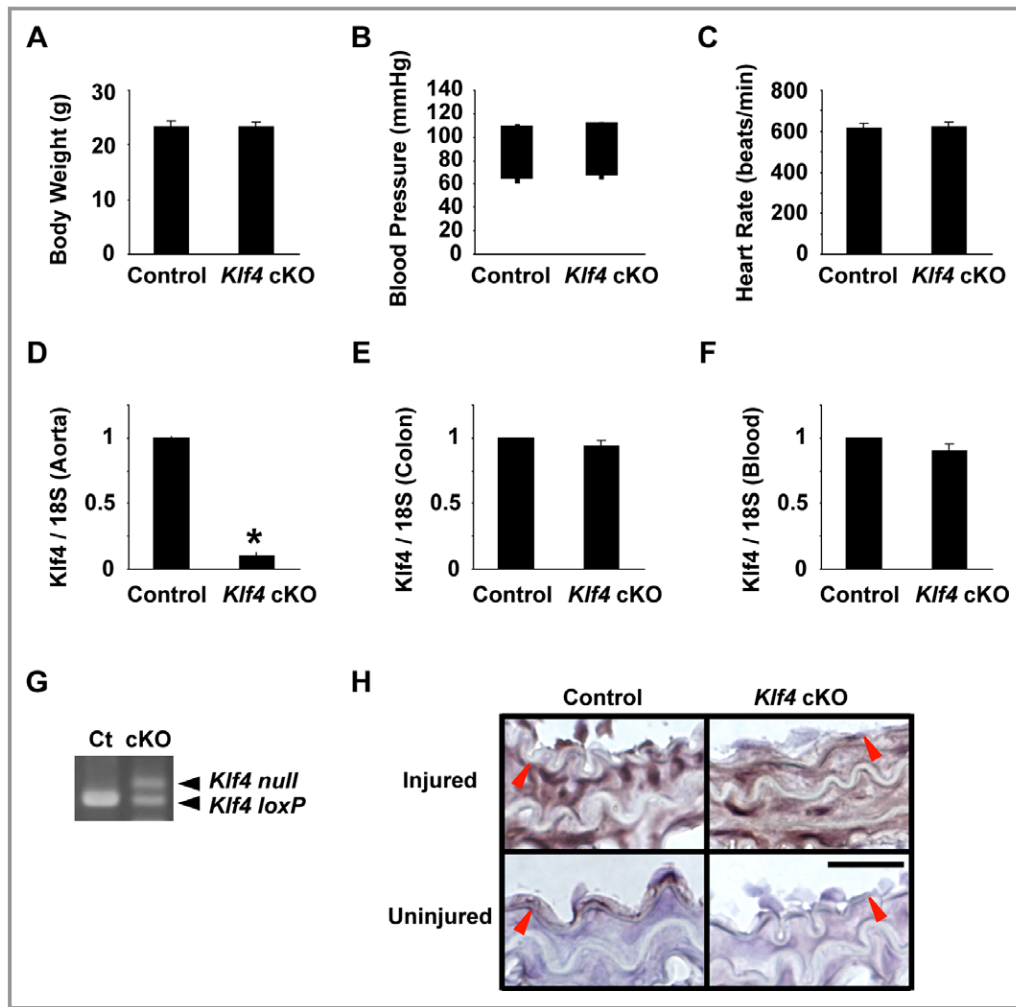 A
Body Weight (g)
30
20
10
0
Control Klf4 cKO
B
Blood Pressure (mmHg)
140
120
100
80
60
40
20
0
Control Klf4 cKO
C
Heart Rate (beats/min)
800
600
400
200
0
Control Klf4 cKO
D
Klf4 / 18S (Aorta)
1
0.5
0
*
Control Klf4 cKO
E
Klf4 / 18S (Colon)
1
0.5
0
Control Klf4 cKO
F
Klf4 / 18S (Blood)
1
0.5
0
Control Klf4 cKO
G
Ct cKO
Klf4 null
Klf4 loxP
H
Control Klf4 cKO
Injured
Uninjured